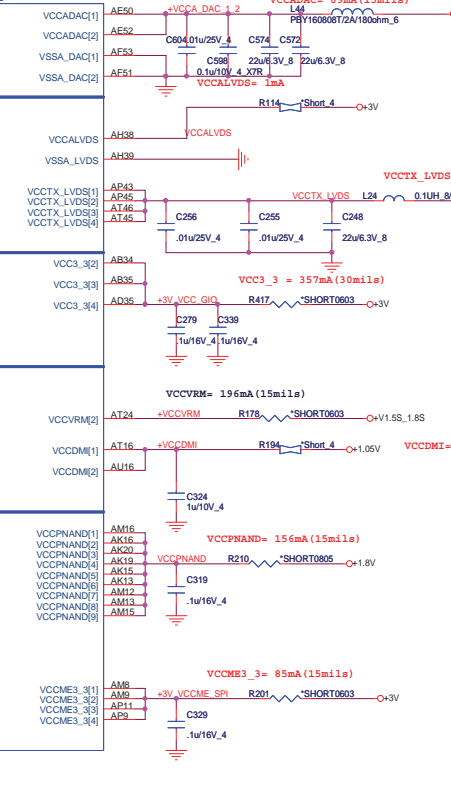 VCCADAC= 69mA(15mils)
VCCADAC[1] AE50 +VCCA_DAC_1_2 L44
PBY160808T/2A/180ohm_6
VCCADAC[2] AE52 C604 .01u/25V_4 C574 C572
VSSA_DAC[1] AF53 C598 22u/6.3V_8 22u/6.3V_8
VSSA_DAC[2] AF51 0.1u/10V_4_X7R
VCCALVDS= 1mA
R114 *Short_4 +3V
VCCALVDS AH38 VCCALVDS
VSSA_LVDS AH39
VCCTX_LVDS
VCCTX_LVDS[1] AP43
VCCTX_LVDS[2] AP45 VCCTX_LVDS L24 0.1UH_8/
VCCTX_LVDS[3] AT46
VCCTX_LVDS[4] AT45 C256 C255 C248
.01u/25V_4 .01u/25V_4 22u/6.3V_8
VCC3_3[2] AB34
VCC3_3[3] AB35 VCC3_3 = 357mA(30mils)
VCC3_3[4] AD35 +3V_VCC_GIO R417 *SHORT0603 +3V
C279 C339
.1u/16V_4 .1u/16V_4
VCCVRM= 196mA(15mils)
VCCVRM[2] AT24 +VCCVRM R178 *SHORT0603 +V1.5S_1.8S
VCCDMI[1] AT16 +VCCDMI R194 *Short_4 +1.05V VCCDMI=
VCCDMI[2] AU16
C324
1u/10V_4
VCCPNAND[1] AM16
VCCPNAND[2] AK16 VCCPNAND= 156mA(15mils)
VCCPNAND[3] AK20
VCCPNAND[4] AK19 VCCPNAND R210 *SHORT0805 +1.8V
VCCPNAND[5] AK15
VCCPNAND[6] AK13 C319
VCCPNAND[7] AM12
VCCPNAND[8] AM13 .1u/16V_4
VCCPNAND[9] AM15
VCCME3_3= 85mA(15mils)
VCCME3_3[1] AM8
VCCME3_3[2] AM9 +3V_VCCME_SPI R201 *SHORT0603 +3V
VCCME3_3[3] AP11
VCCME3_3[4] AP9 C329
.1u/16V_4